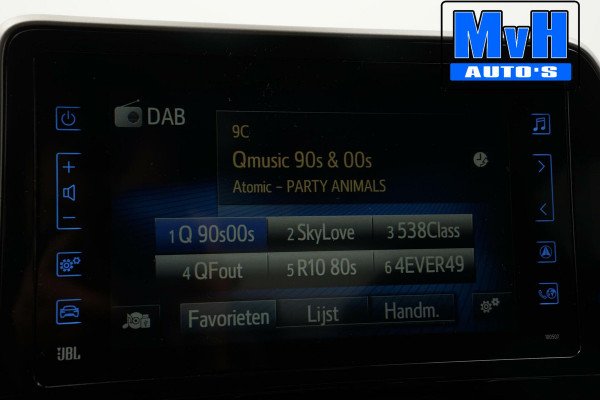 MvH
AUTO'S
DAB
9C
Qmusic 90s & 00s
Atomic - PARTY ANIMALS
1 Q 90s00s
2 SkyLove
3 538Class
4 QFout
5 R10 80s
6 4EVER49
Favorieten
Lijst
Handm.
JBL